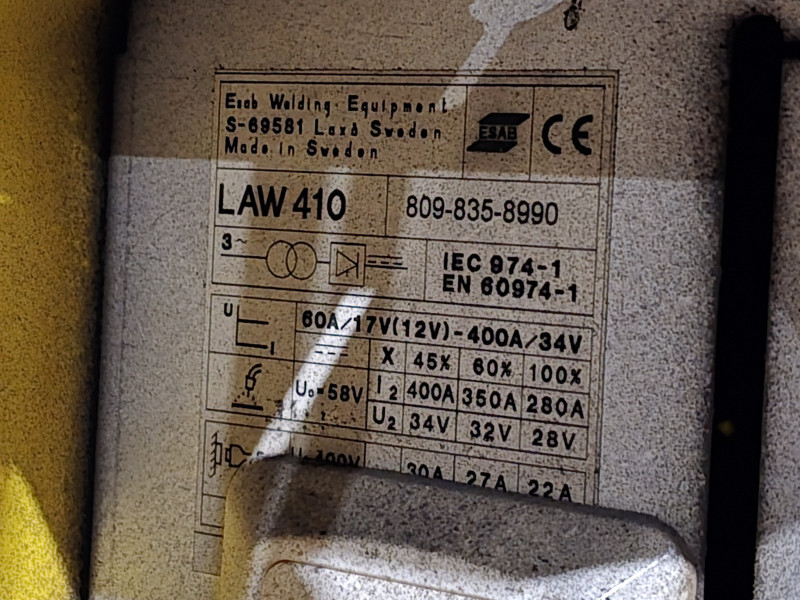 Esab Welding Equipment
S-69581 Laxå Sweden
Made in Sweden
ESAB
CE
LAW 410
809-835-8990
3~
IEC 974-1
EN 60974-1
U
I
60A/17V(12V)-400A/34V
X 45% 60% 100%
U₀=58V
I₂ 400A 350A 280A
U₂ 34V 32V 28V
30A 27A 22A